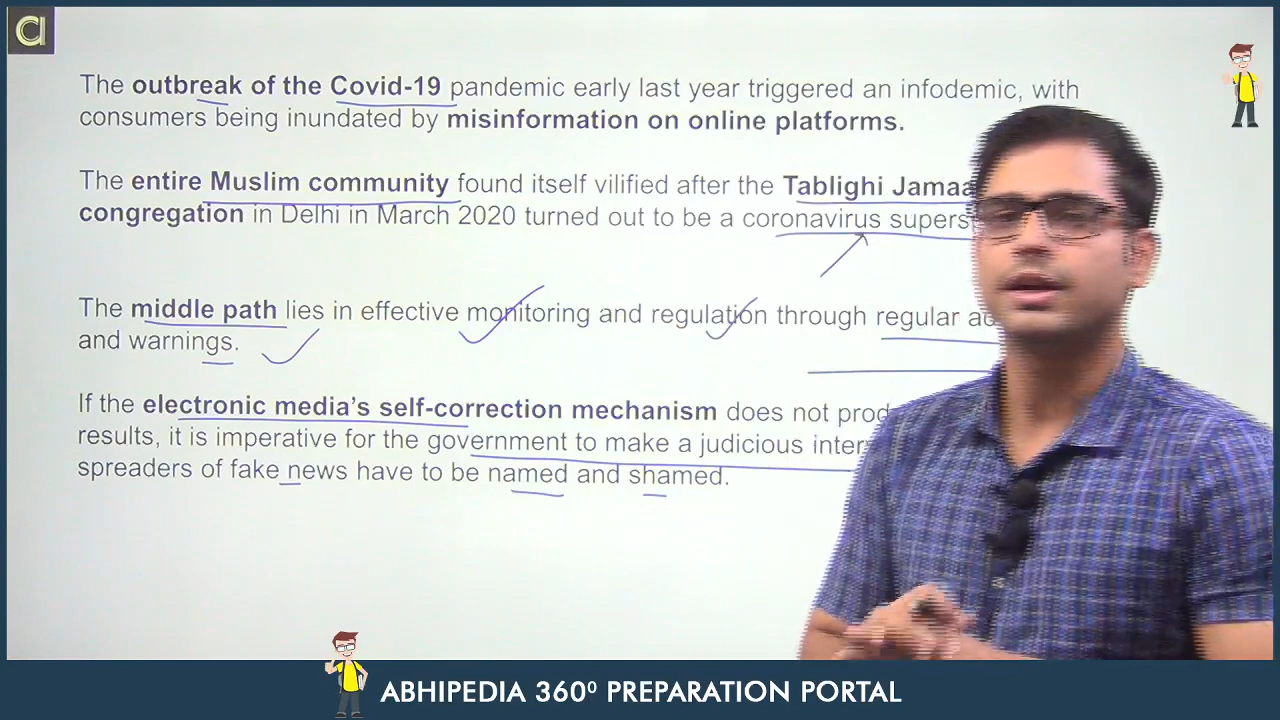 The outbreak of the Covid-19 pandemic early last year triggered an infodemic, with
consumers being inundated by misinformation on online platforms.
The entire Muslim community found itself vilified after the Tablighi
congregation in Delhi in March 2020 turned out to be a coronavirus
The middle path lies in effective monitoring and regulation through regular
and warnings.
If the electronic media's self-correction mechanism does not
results, it is imperative for the government to make a judicious
spreaders of fake news have to be named and shamed.
ABHIPEDIA 360⁰ PREPARATION PORTAL